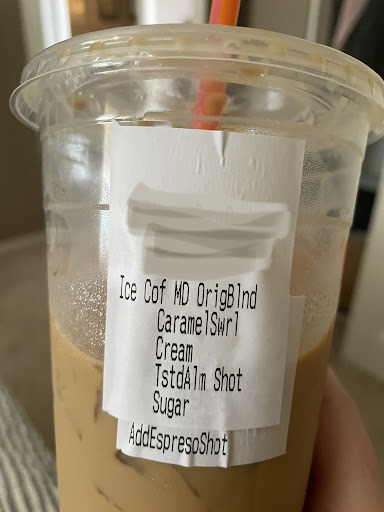 Ice Cof MD OrigBlnd
CaramelSwrl
Cream
TstdAlm Shot
Sugar
AddEspresoShot